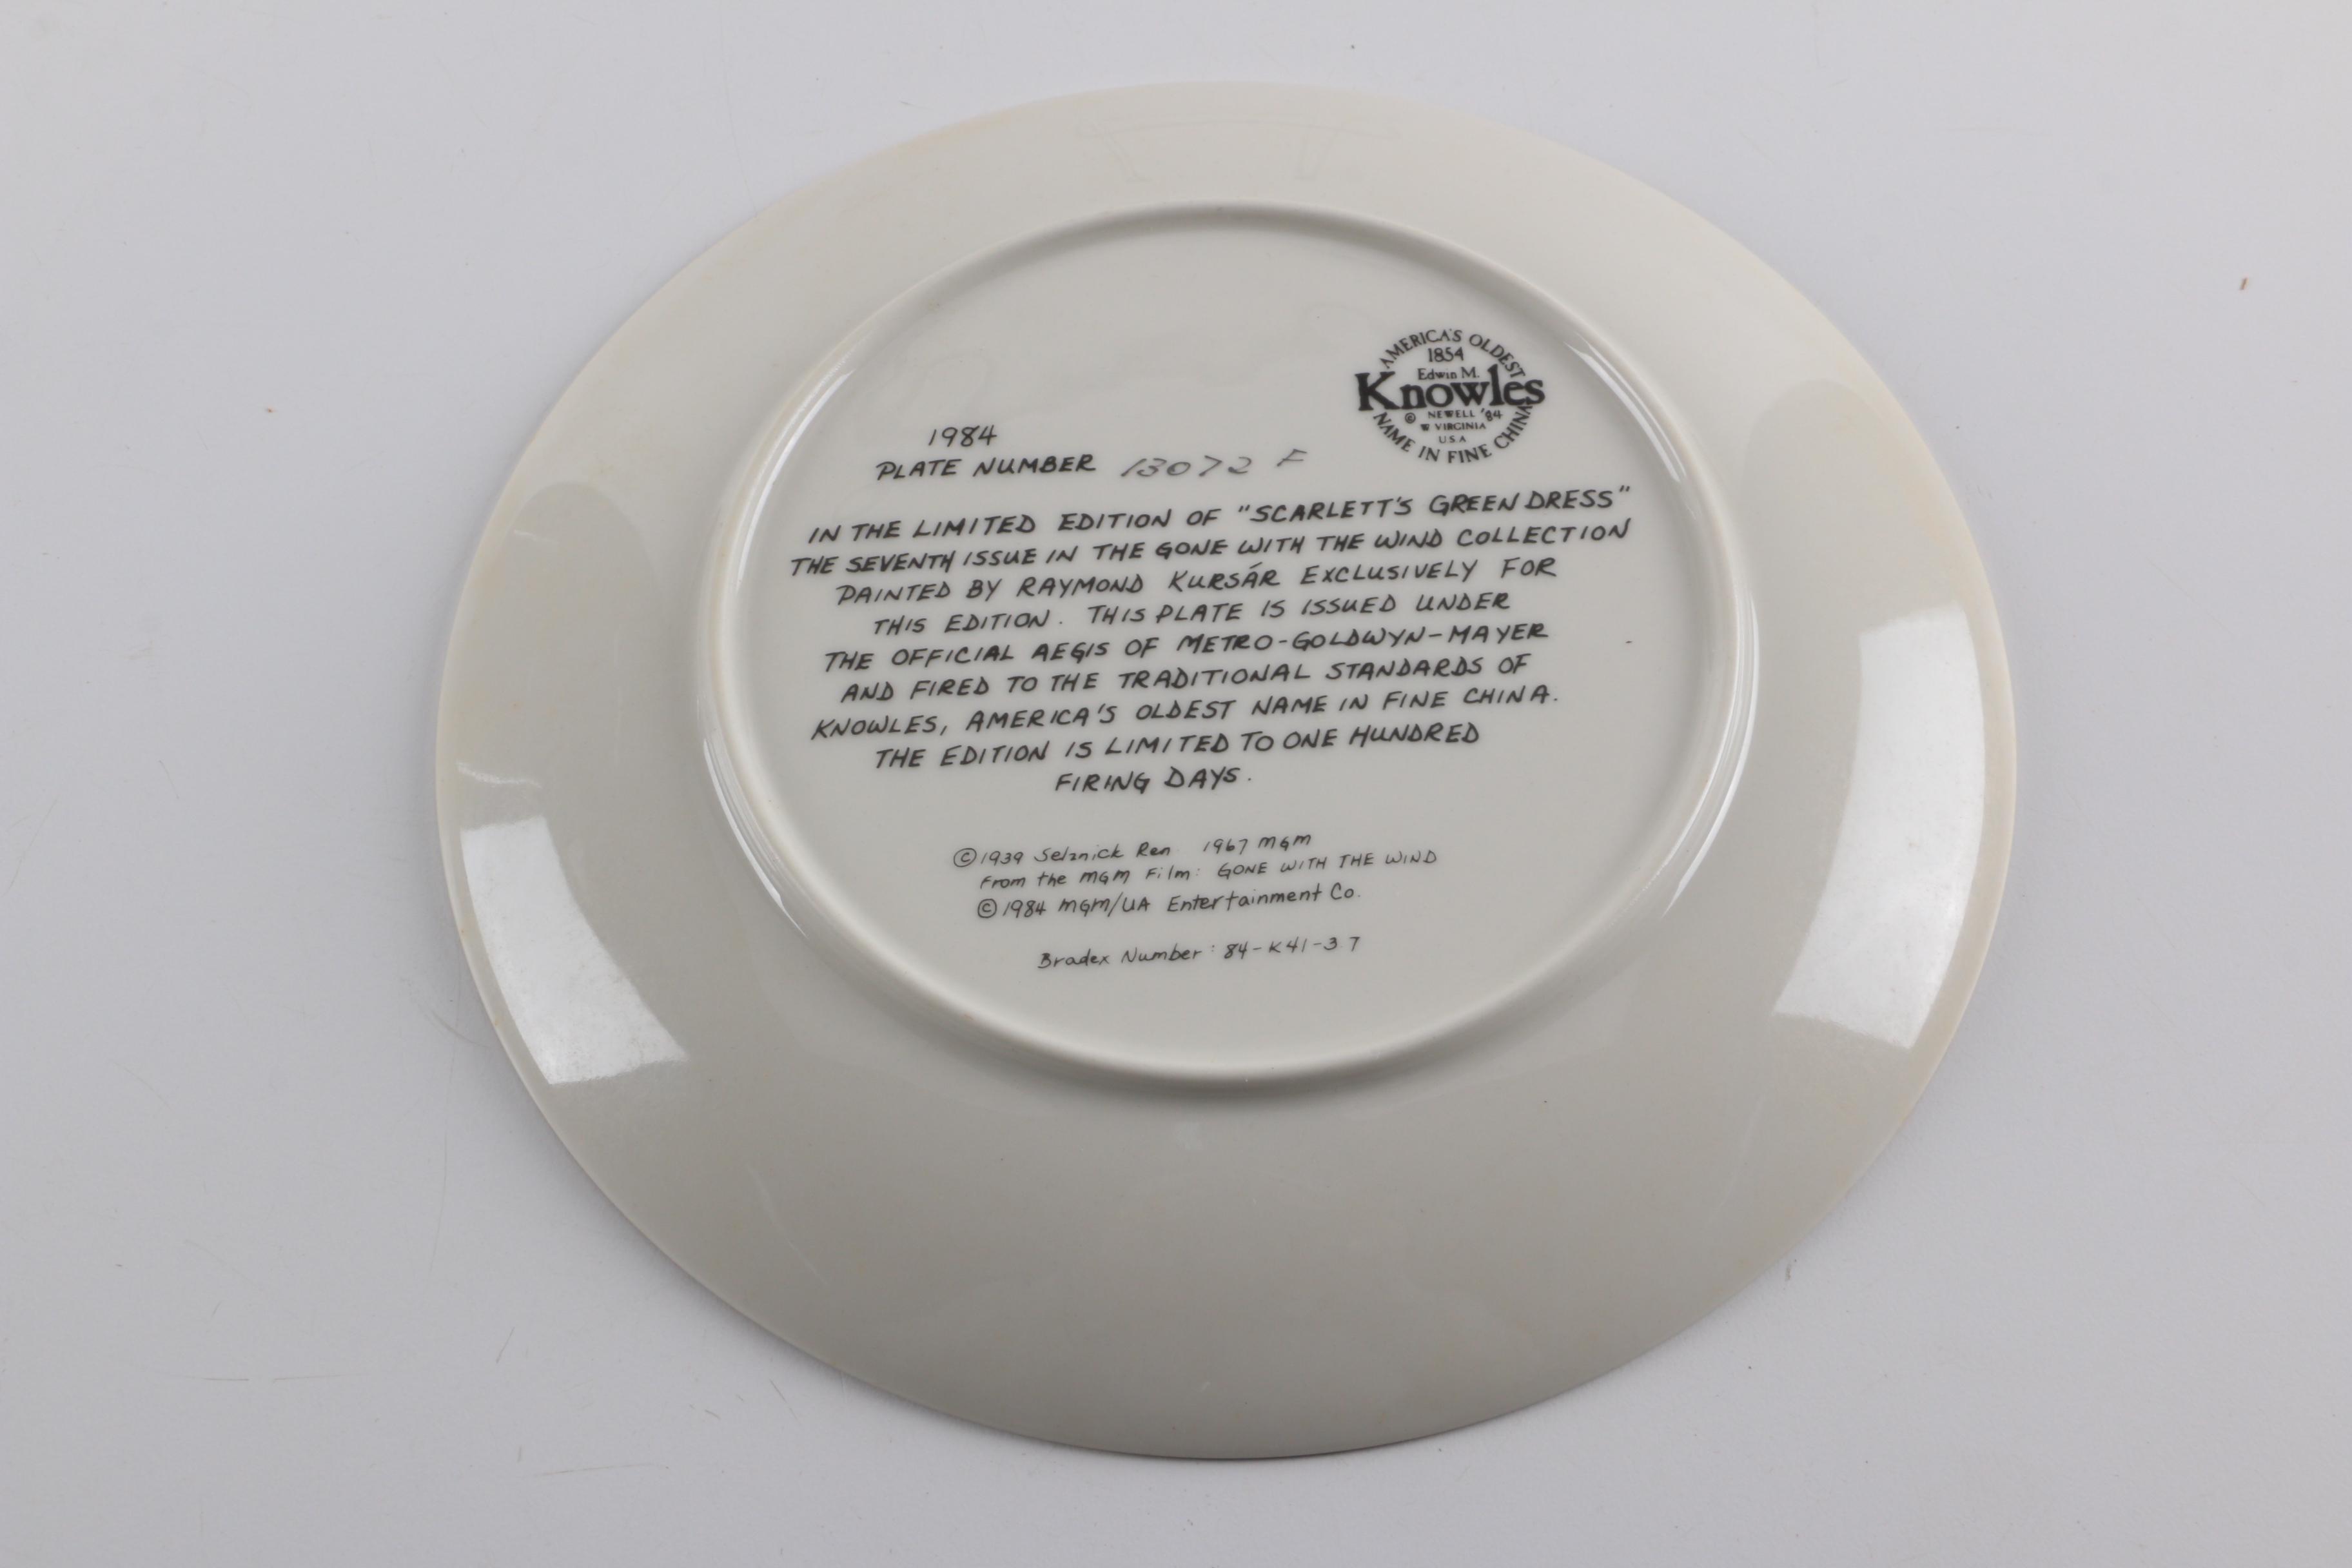 AMERICA'S OLDEST
1854
Edwin M.
Knowles
© NEWELL '84
W VIRGINIA
U.S.A
NAME IN FINE CHINA
1984
PLATE NUMBER 13072 F
IN THE LIMITED EDITION OF "SCARLETT'S GREEN DRESS"
THE SEVENTH ISSUE IN THE GONE WITH THE WIND COLLECTION
PAINTED BY RAYMOND KURSÁR EXCLUSIVELY FOR
THIS EDITION. THIS PLATE IS ISSUED UNDER
THE OFFICIAL AEGIS OF METRO-GOLDWYN-MAYER
AND FIRED TO THE TRADITIONAL STANDARDS OF
KNOWLES, AMERICA'S OLDEST NAME IN FINE CHINA.
THE EDITION IS LIMITED TO ONE HUNDRED
FIRING DAYS.
© 1939 Selznick Ren. 1967 MGM
From the MGM Film: GONE WITH THE WIND
© 1984 MGM/UA Entertainment Co.
Bradex Number: 84-K41-3.7